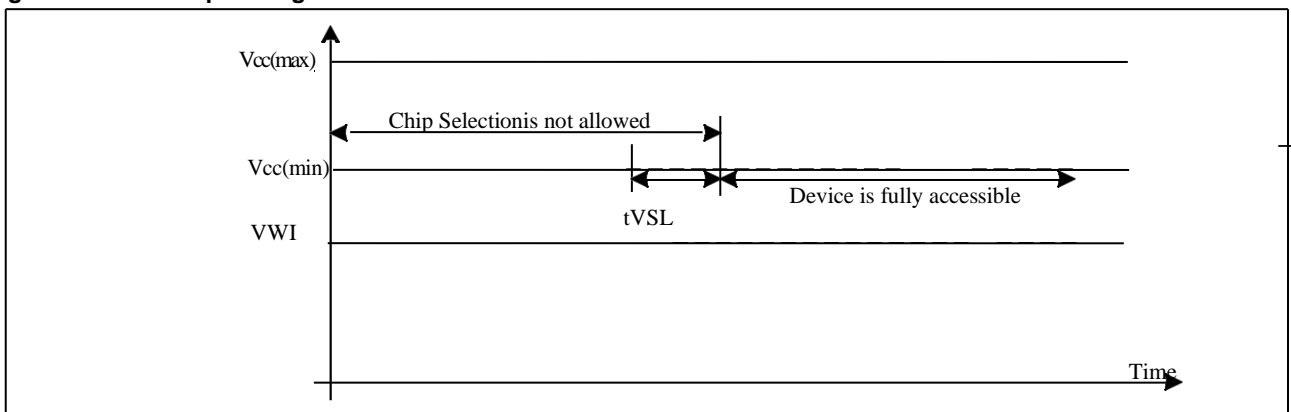 Vcc(max)
Chip Selectionis not allowed
Vcc(min)
Device is fully accessible
tVSL
VWI
Time